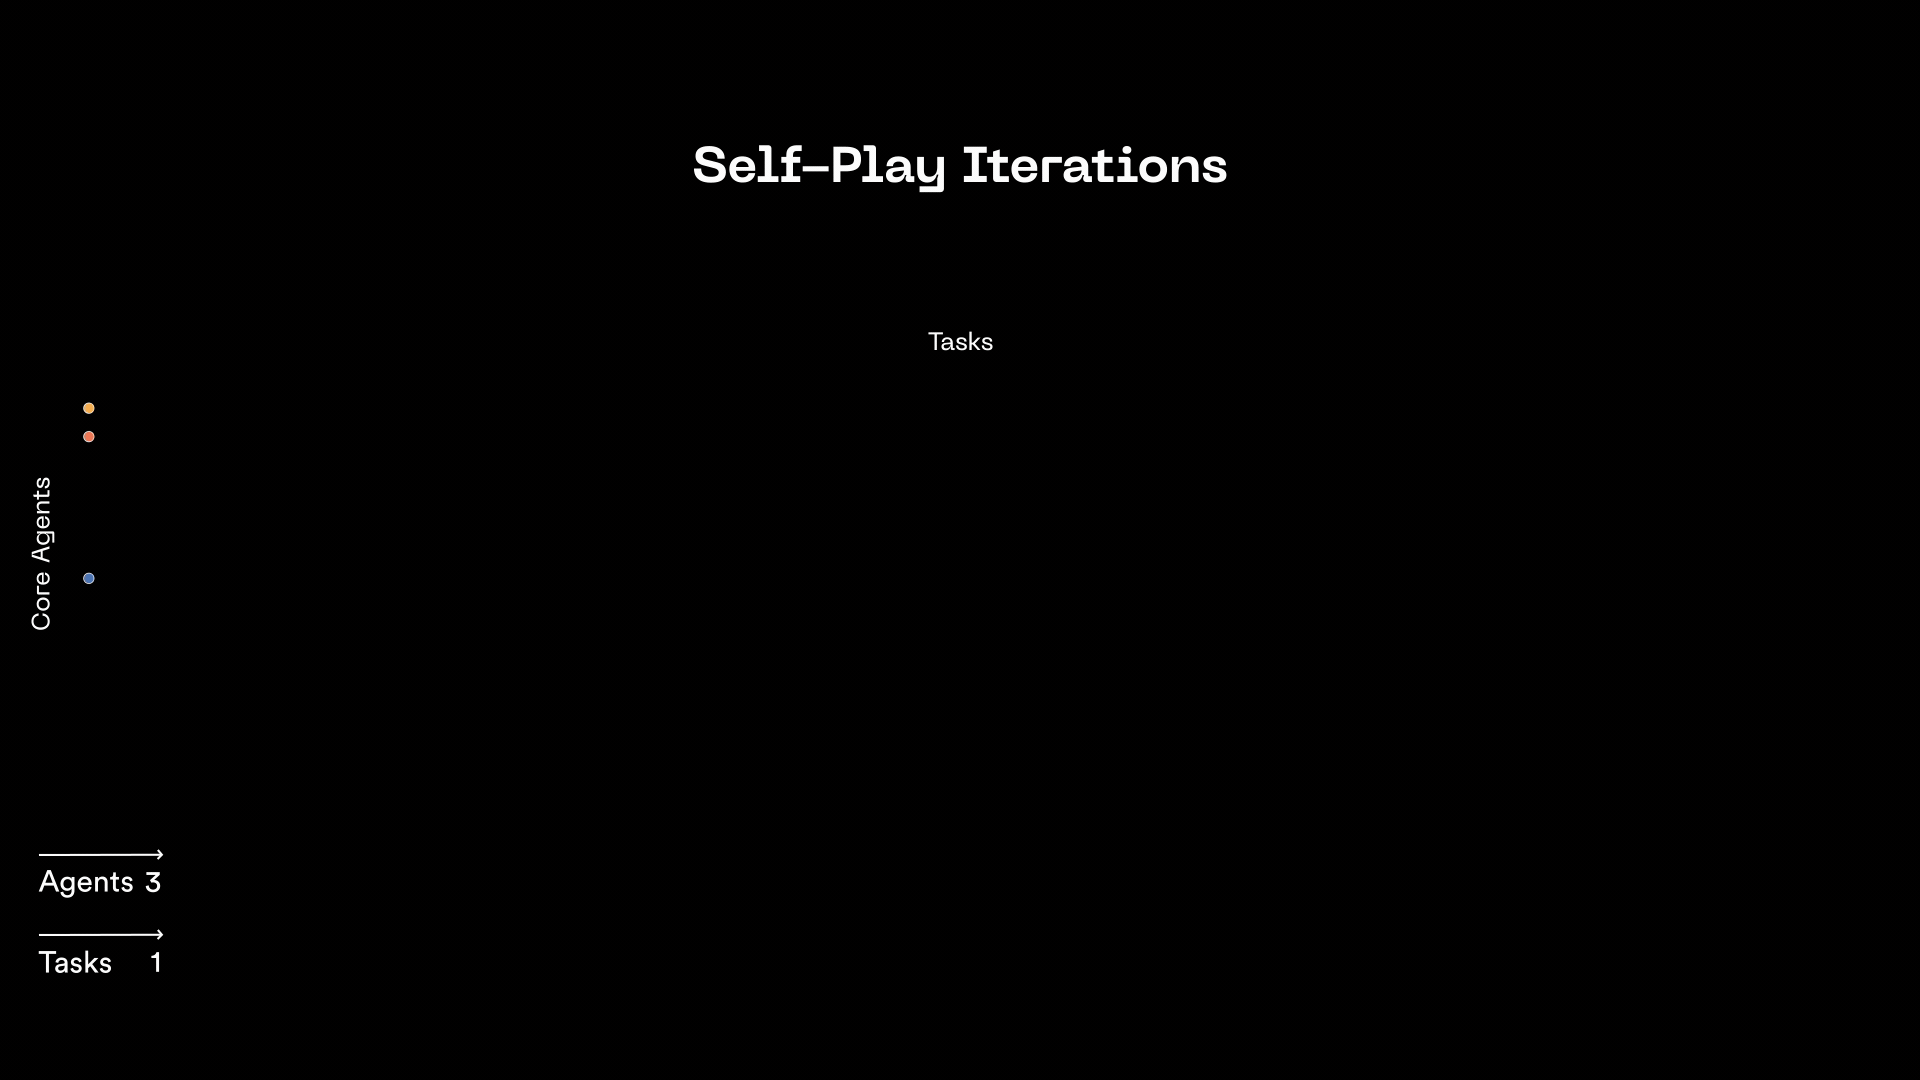 Self-Play Iterations
Tasks
Core Agents
Agents 3
Tasks 1